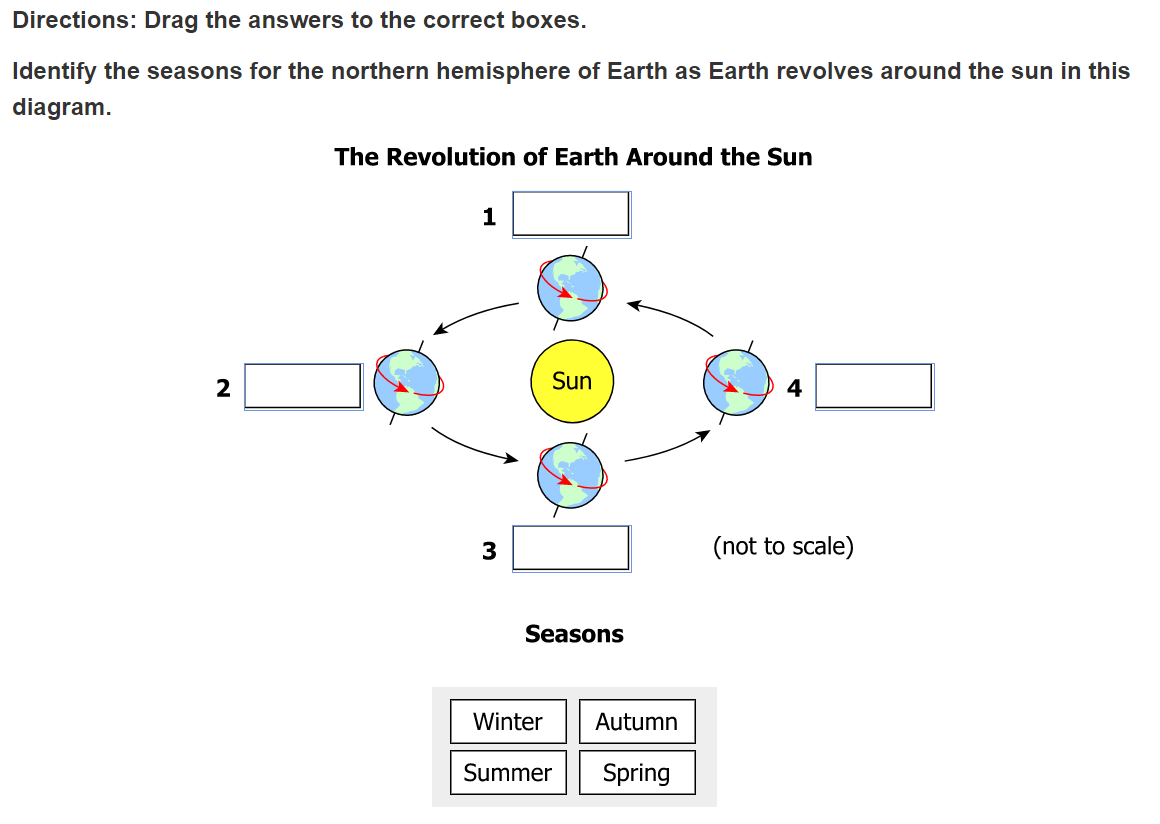 Directions: Drag the answers to the correct boxes.
Identify the seasons for the northern hemisphere of Earth as Earth revolves around the sun in this
diagram.
The Revolution of Earth Around the Sun
1
2
Sun
4
3
(not to scale)
Seasons
Winter Autumn
Summer Spring